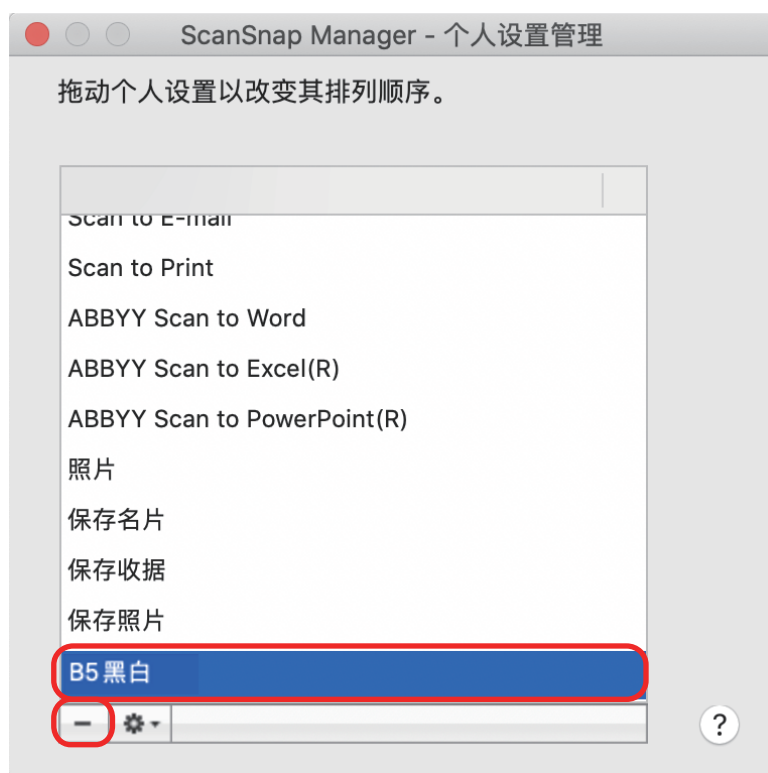 ScanSnap Manager - 个人设置管理
拖动个人设置以改变其排列顺序。
Scan to E-mail
Scan to Print
ABBYY Scan to Word
ABBYY Scan to Excel(R)
ABBYY Scan to PowerPoint(R)
照片
保存名片
保存收据
保存照片
B5黑白
?